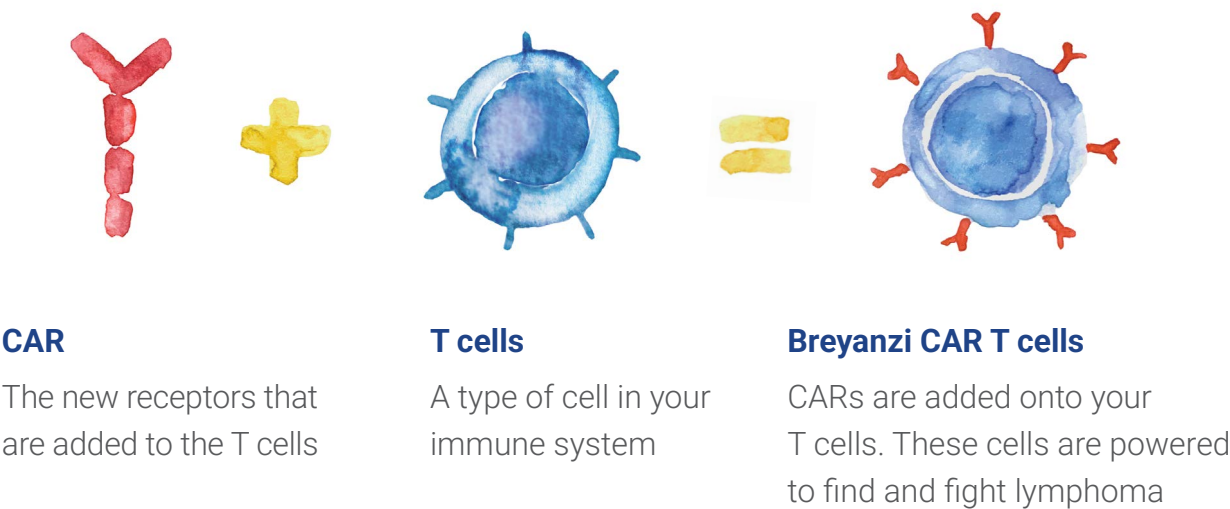 CAR
The new receptors that
are added to the T cells
T cells
A type of cell in your
immune system
Breyanzi CAR T cells
CARs are added onto your
T cells. These cells are powered
to find and fight lymphoma